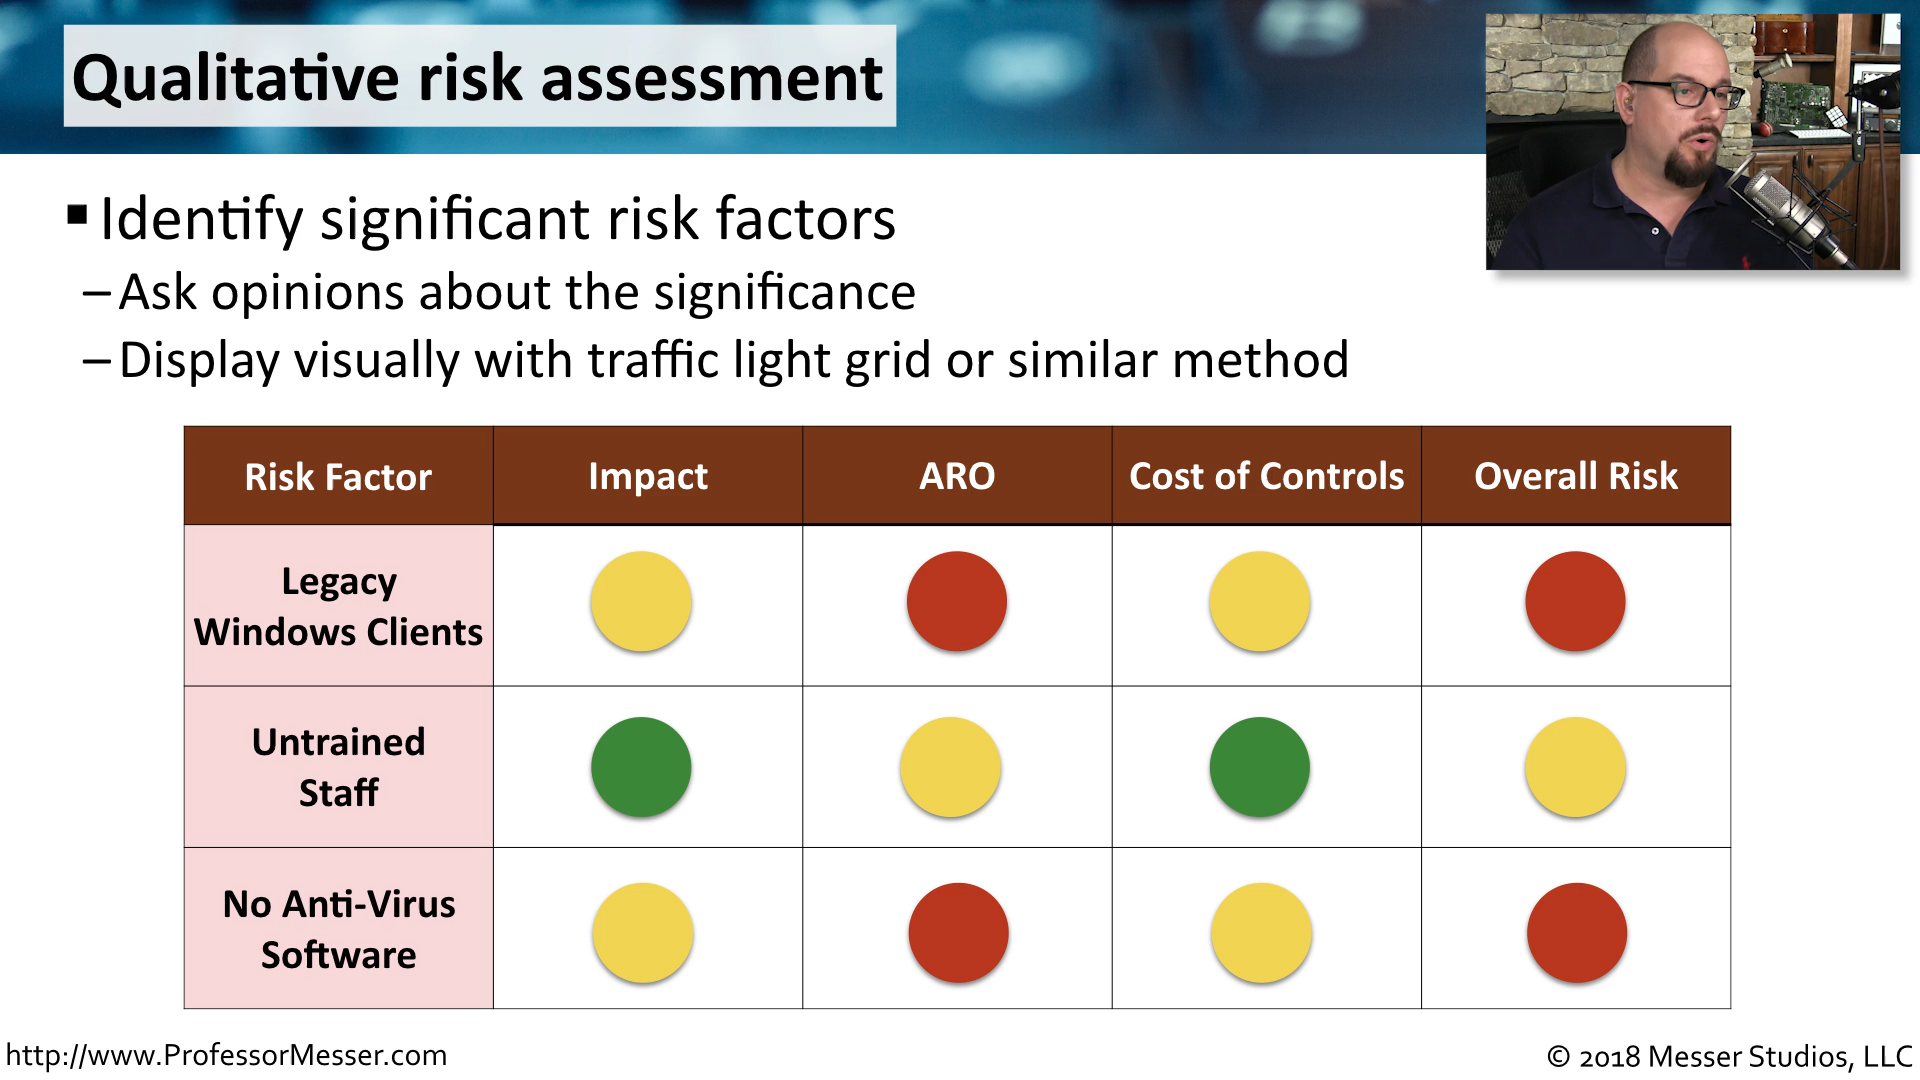 Qualitative risk assessment
▪ Identify significant risk factors
– Ask opinions about the significance
– Display visually with traffic light grid or similar method
Risk Factor Impact ARO Cost of Controls Overall Risk
Legacy
Windows Clients
Untrained
Staff
No Anti-Virus
Software
http://www.ProfessorMesser.com
© 2018 Messer Studios, LLC